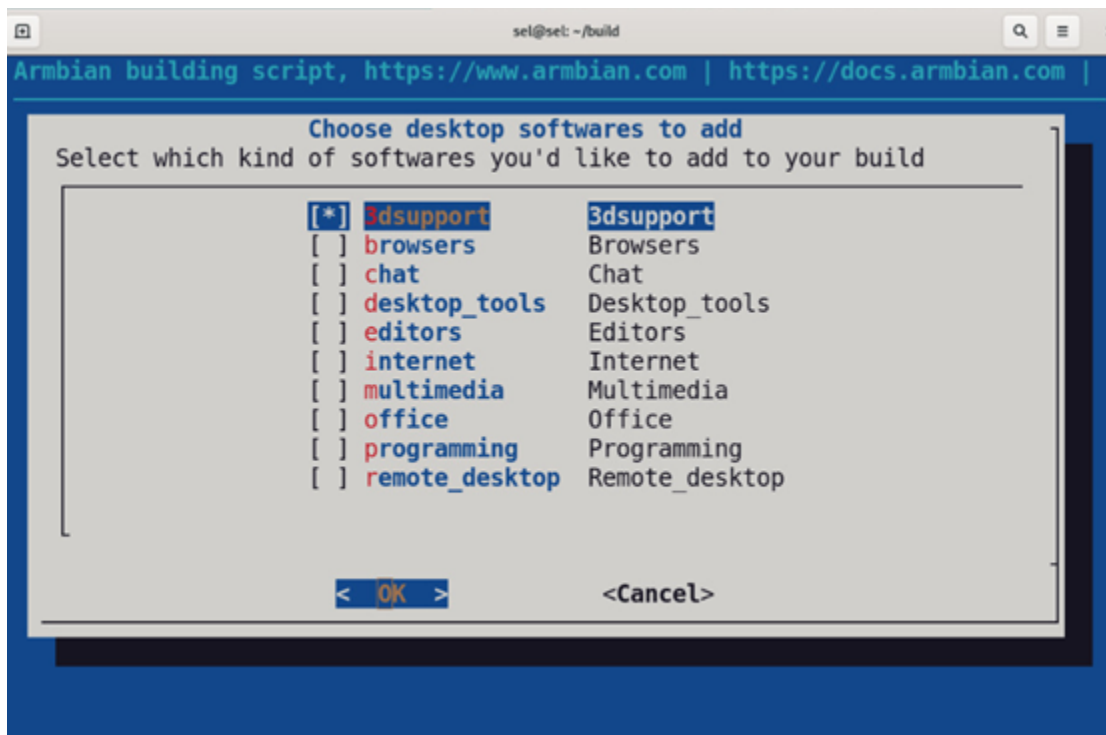 sel@sel: ~/build
Armbian building script, https://www.armbian.com | https://docs.armbian.com |
Choose desktop softwares to add
Select which kind of softwares you'd like to add to your build
[*] 3dsupport 3dsupport
[ ] browsers Browsers
[ ] chat Chat
[ ] desktop_tools Desktop_tools
[ ] editors Editors
[ ] internet Internet
[ ] multimedia Multimedia
[ ] office Office
[ ] programming Programming
[ ] remote_desktop Remote_desktop
< OK > <Cancel>